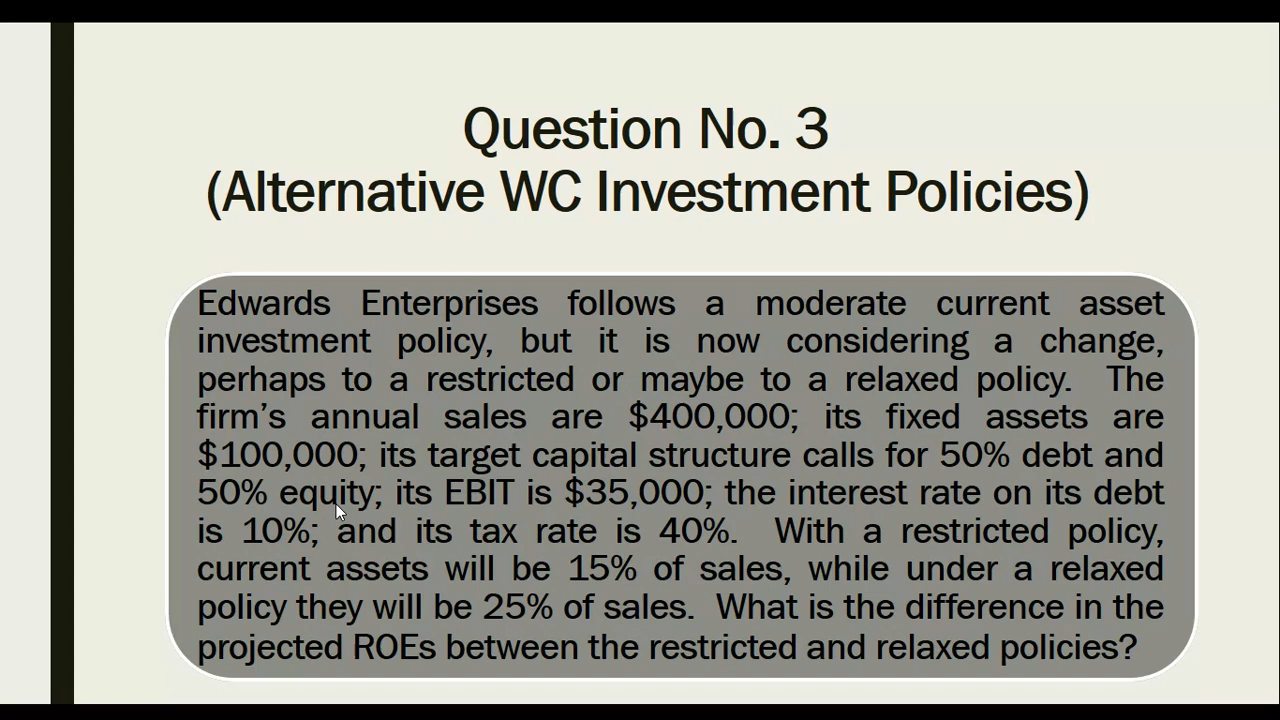 Question No. 3
(Alternative WC Investment Policies)
Edwards Enterprises follows a moderate current asset
investment policy, but it is now considering a change,
perhaps to a restricted or maybe to a relaxed policy. The
firm’s annual sales are $400,000; its fixed assets are
$100,000; its target capital structure calls for 50% debt and
50% equity; its EBIT is $35,000; the interest rate on its debt
is 10%; and its tax rate is 40%. With a restricted policy,
current assets will be 15% of sales, while under a relaxed
policy they will be 25% of sales. What is the difference in the
projected ROEs between the restricted and relaxed policies?